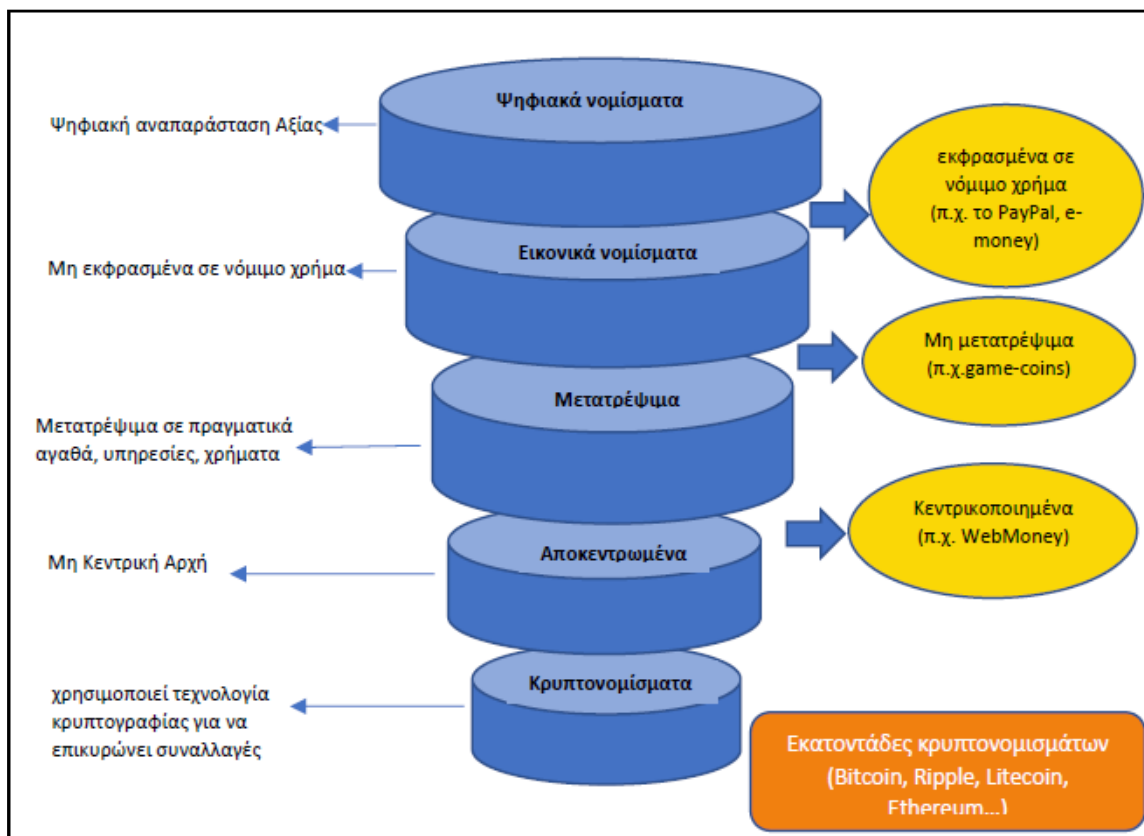 Ψηφιακά νομίσματα
Ψηφιακή αναπαράσταση Αξίας
εκφρασμένα σε
νόμιμο χρήμα
(π.χ. το PayPal, e-
money)
Εικονικά νομίσματα
Μη εκφρασμένα σε νόμιμο χρήμα
Μη μετατρέψιμα
(π.χ.game-coins)
Μετατρέψιμα
Μετατρέψιμα σε πραγματικά
αγαθά, υπηρεσίες, χρήματα
Κεντρικοποιημένα
(π.χ. WebMoney)
Αποκεντρωμένα
Μη Κεντρική Αρχή
Κρυπτονομίσματα
χρησιμοποιεί τεχνολογία
κρυπτογραφίας για να
επικυρώνει συναλλαγές
Εκατοντάδες κρυπτονομισμάτων
(Bitcoin, Ripple, Litecoin,
Ethereum...)